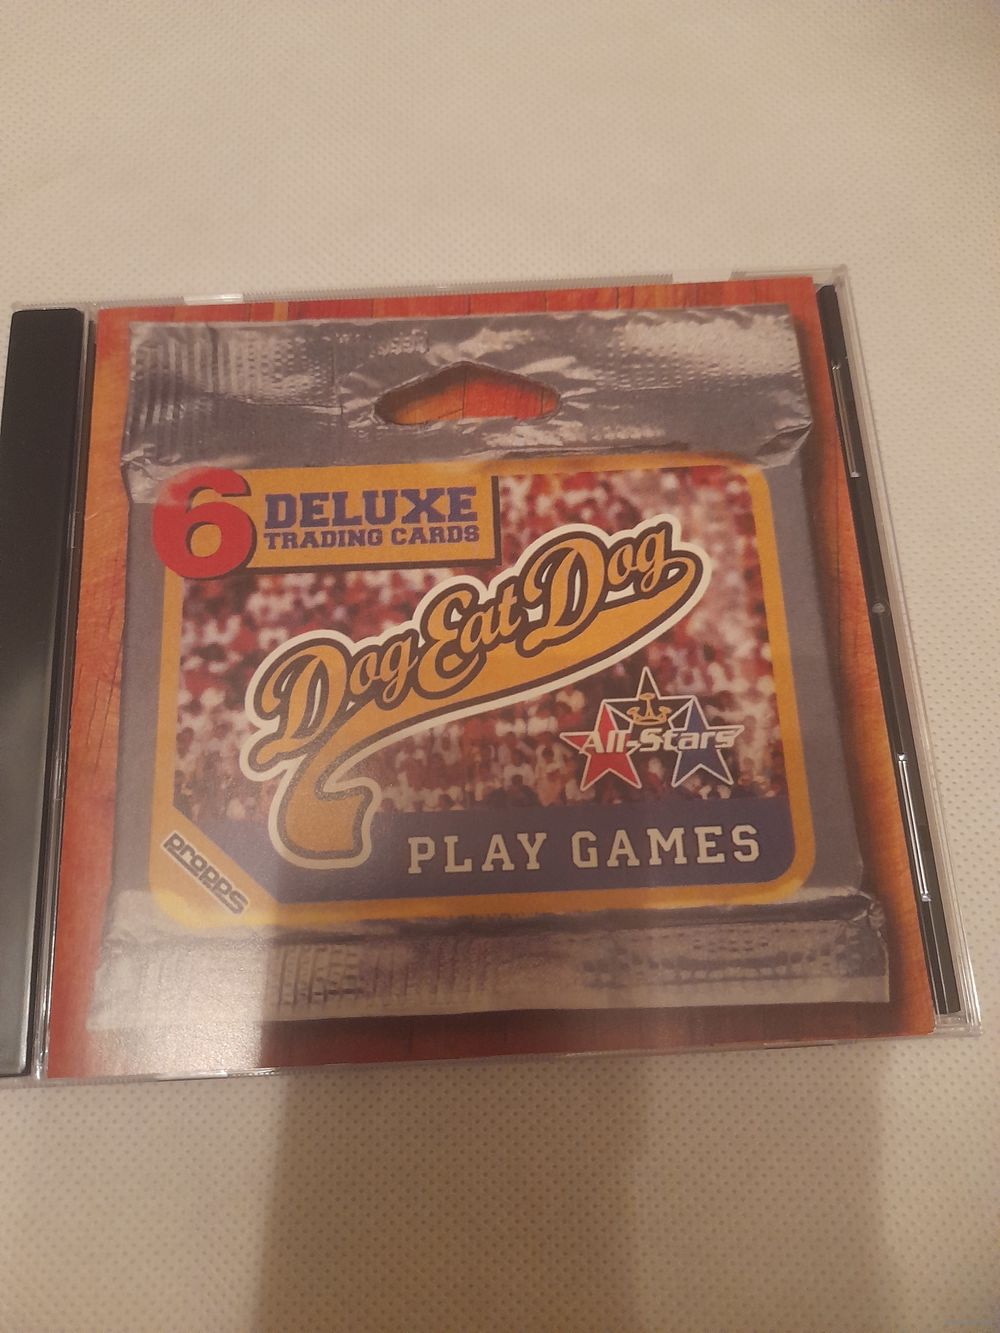 6 DELUXE
TRADING CARDS
Dog Eat Dog
All-Stars
PLAY GAMES
propps